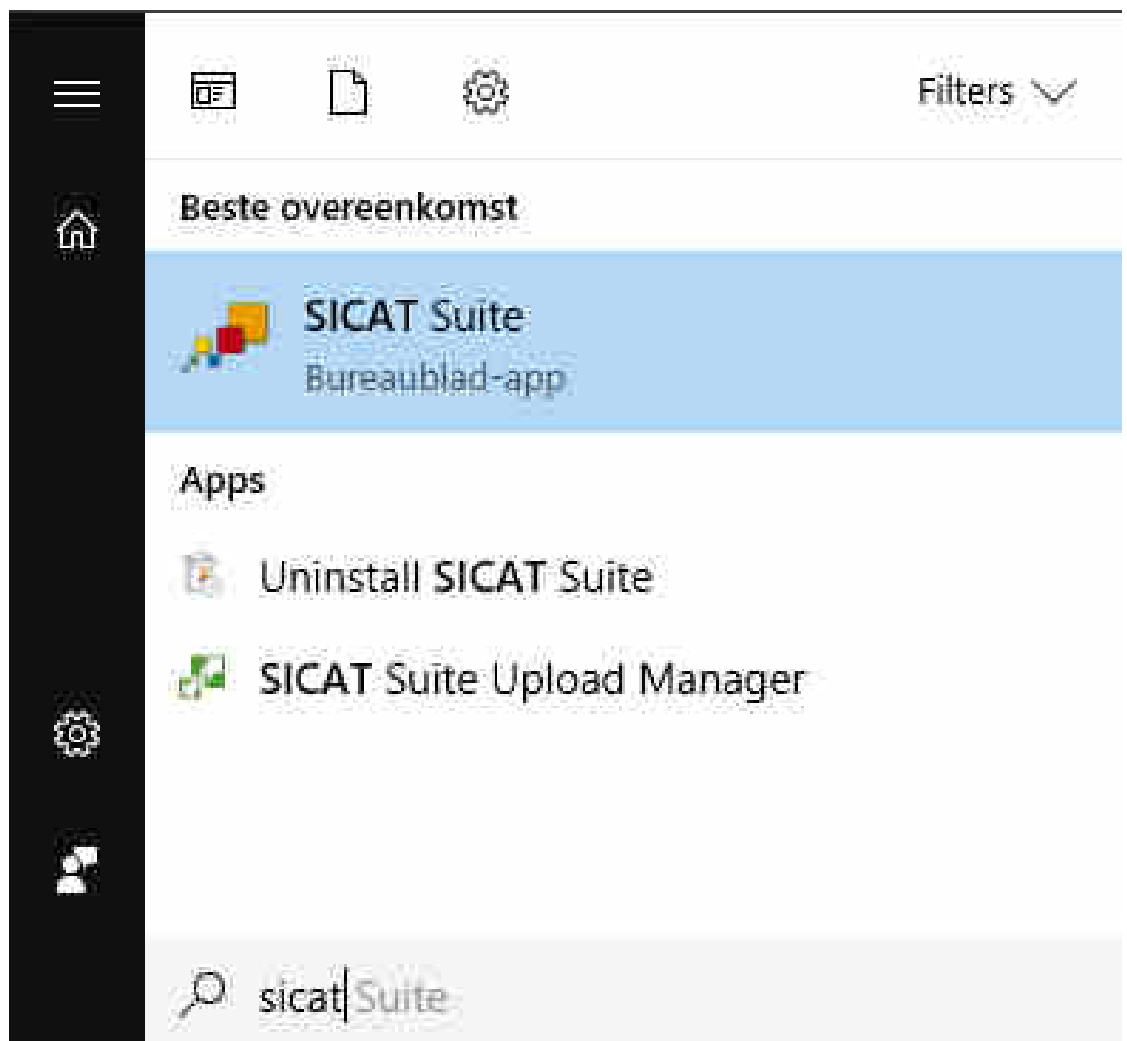 Filters
Beste overeenkomst
SICAT Suite
Bureaublad-app
Apps
Uninstall SICAT Suite
SICAT Suite Upload Manager
sicat Suite